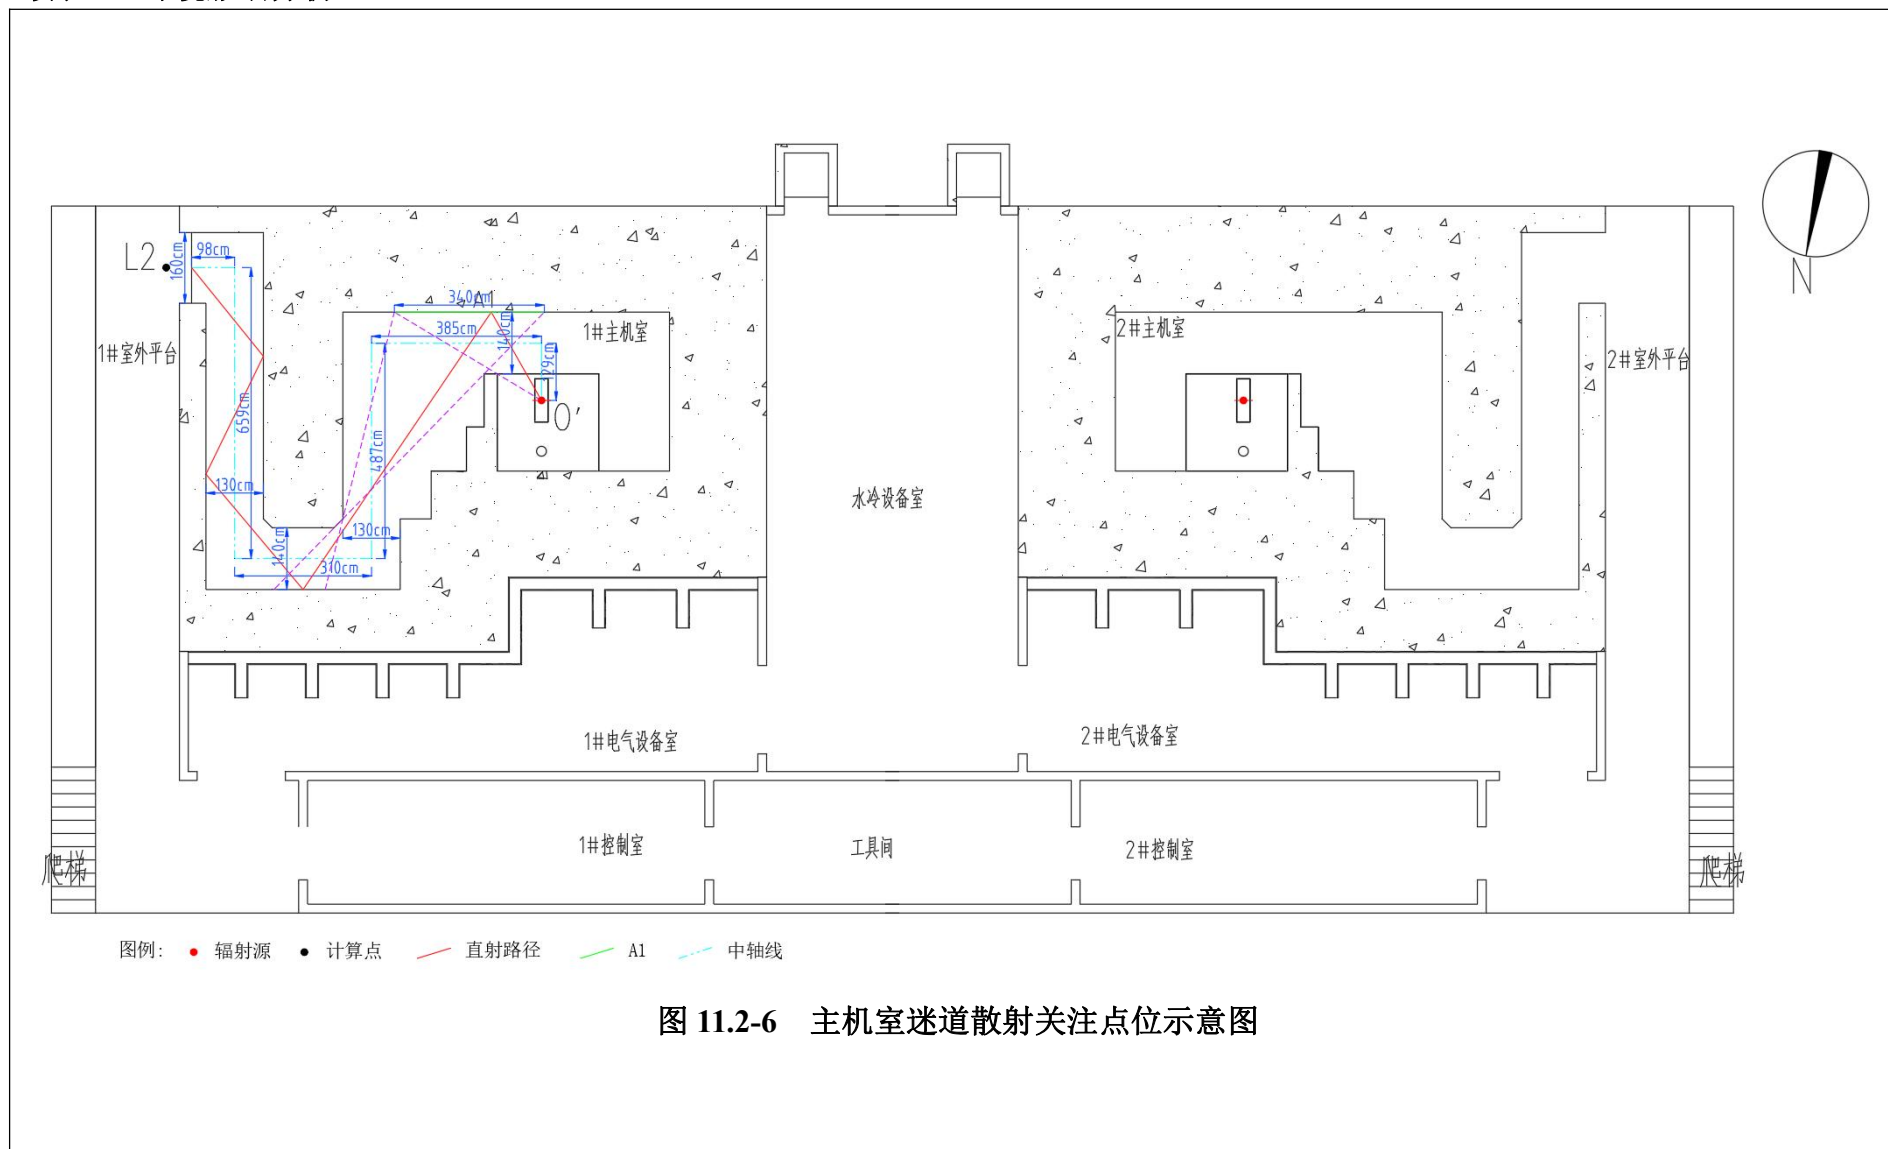 L2
160cm
98cm
340cm
A1
385cm
140cm
129cm
1#主机室
2#主机室
1#室外平台
2#室外平台
N
O'
659cm
487cm
130cm
130cm
140cm
310cm
水冷设备室
1#电气设备室
2#电气设备室
1#控制室
工具间
2#控制室
爬梯
爬梯
图例: 辐射源 计算点 直射路径 A1 中轴线
图 11.2-6 主机室迷道散射关注点位示意图